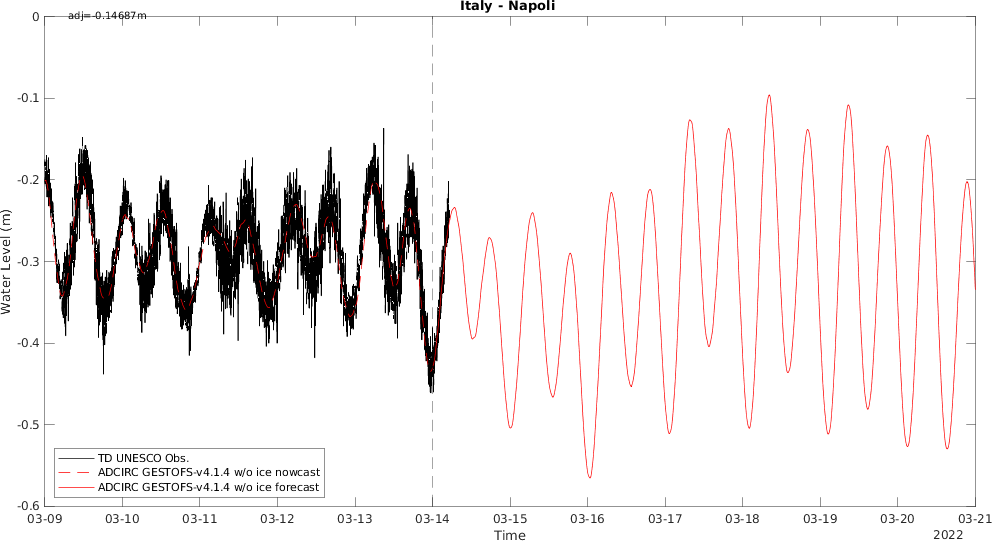 Italy - Napoli
adj=-0.14687m
0
-0.1
-0.2
-0.3
-0.4
-0.5
-0.6
Water Level (m)
TD UNESCO Obs.
ADCIRC GESTOFS-v4.1.4 w/o ice nowcast
ADCIRC GESTOFS-v4.1.4 w/o ice forecast
03-09 03-10 03-11 03-12 03-13 03-14 03-15 03-16 03-17 03-18 03-19 03-20 03-21
Time
2022